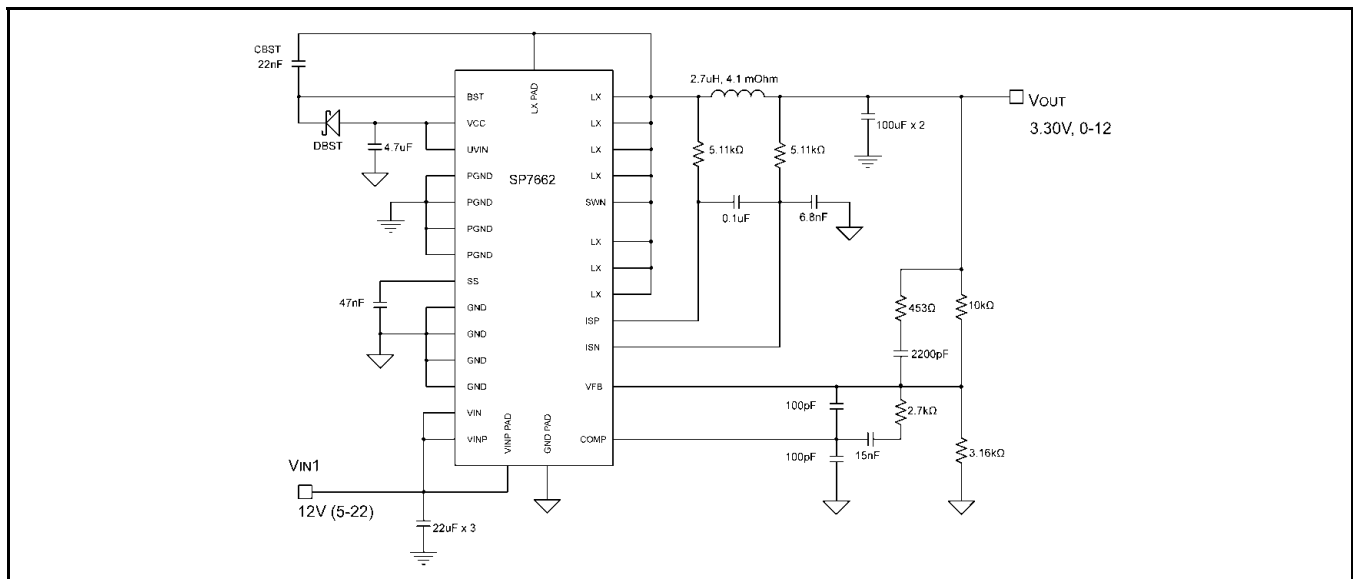 CBST
22nF
2.7uH, 4.1 mOhm
LX PAD
BST
LX
VOUT
3.30V, 0-12
VCC
LX
100uF x 2
DBST
4.7uF
UVIN
LX
5.11kΩ
5.11kΩ
SP7662
PGND
LX
PGND
SWN
0.1uF
6.8nF
PGND
LX
PGND
LX
SS
LX
47nF
GND
ISP
453Ω
10kΩ
GND
ISN
2200pF
GND
GND
VFB
100pF
2.7kΩ
VIN
VINP
VINP PAD
GND PAD
COMP
100pF
15nF
3.16kΩ
VIN1
12V (5-22)
22uF x 3